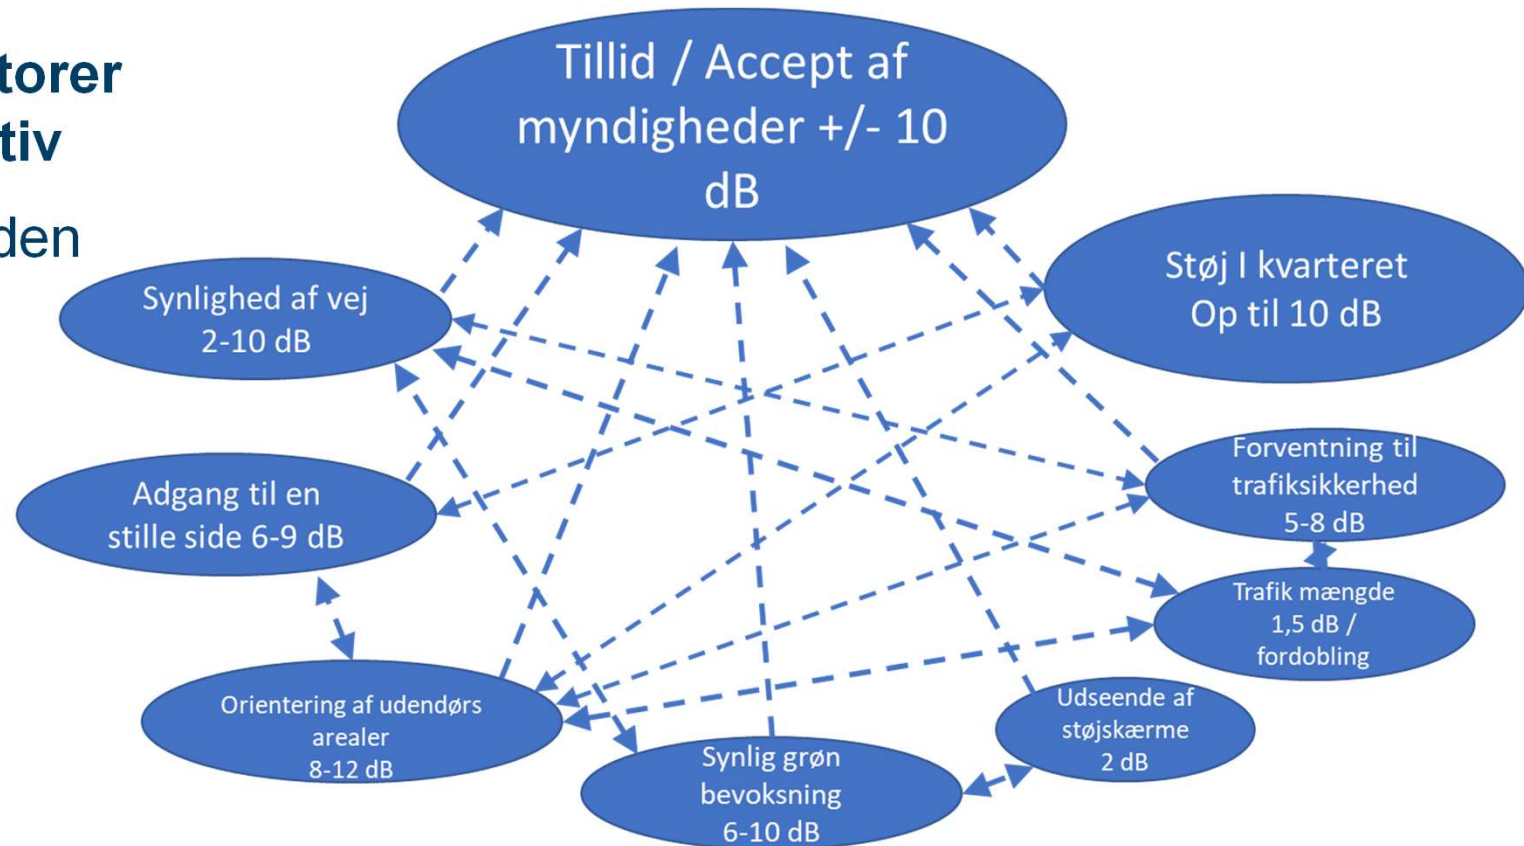 torer
tiv
den
Tillid / Accept af
myndigheder +/- 10
dB
Synlighed af vej
2-10 dB
Støj I kvarteret
Op til 10 dB
Adgang til en
stille side 6-9 dB
Forventning til
trafiksikkerhed
5-8 dB
Trafik mængde
1,5 dB /
fordobling
Orientering af udendørs
arealer
8-12 dB
Udseende af
støjskærme
2 dB
Synlig grøn
bevoksning
6-10 dB